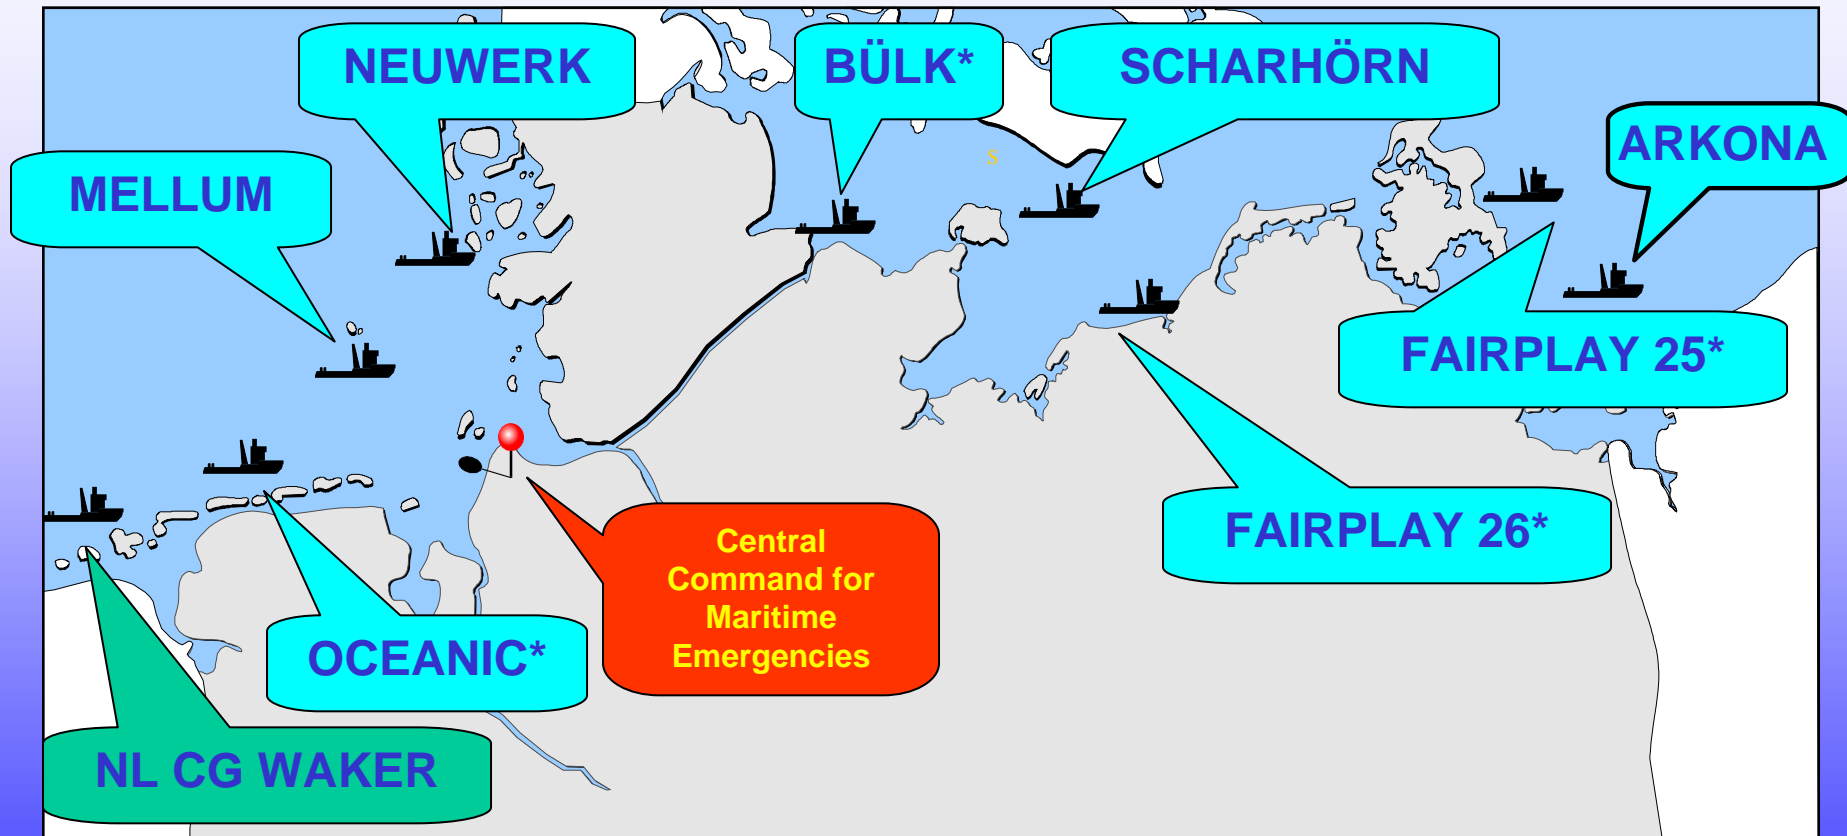 NEUWERK
BÜLK*
SCHARHÖRN
ARKONA
S
MELLUM
FAIRPLAY 25*
FAIRPLAY 26*
Central
Command for
Maritime
Emergencies
OCEANIC*
NL CG WAKER